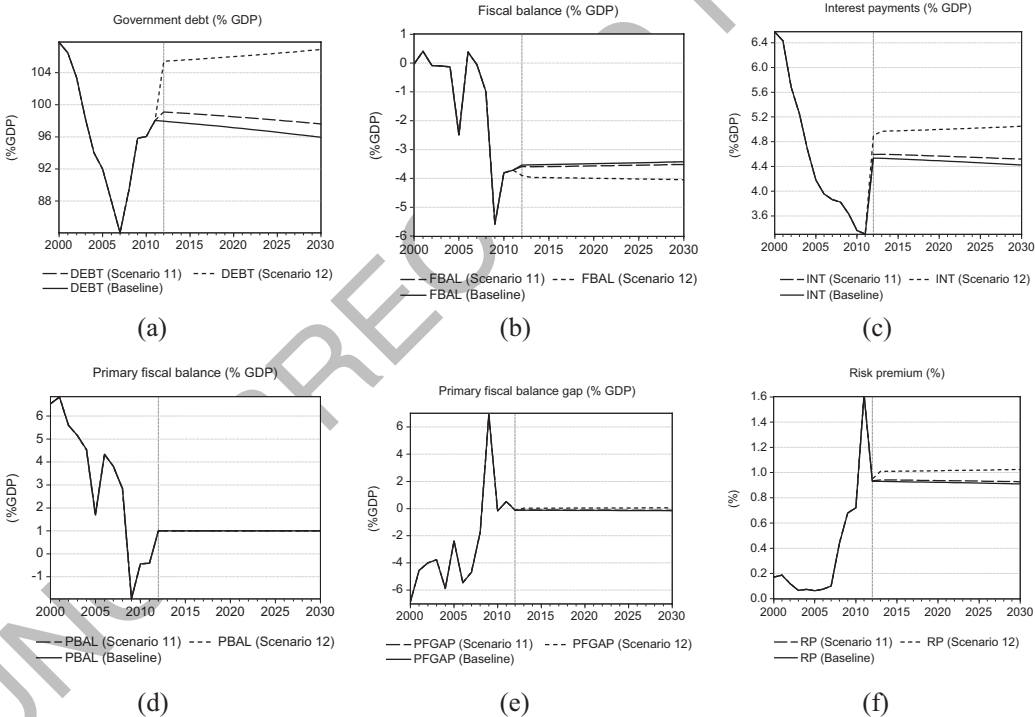 Government debt (% GDP)
(%GDP)
104
100
96
92
88
2000 2005 2010 2015 2020 2025 2030
DEBT (Scenario 11) DEBT (Scenario 12)
DEBT (Baseline)
(a)
Fiscal balance (% GDP)
(%GDP)
1
0
-1
-2
-3
-4
-5
-6
2000 2005 2010 2015 2020 2025 2030
FBAL (Scenario 11) FBAL (Scenario 12)
FBAL (Baseline)
(b)
Interest payments (% GDP)
(%GDP)
6.4
6.0
5.6
5.2
4.8
4.4
4.0
3.6
2000 2005 2010 2015 2020 2025 2030
INT (Scenario 11) INT (Scenario 12)
INT (Baseline)
(c)
Primary fiscal balance (% GDP)
(%GDP)
6
5
4
3
2
1
0
-1
2000 2005 2010 2015 2020 2025 2030
PBAL (Scenario 11) PBAL (Scenario 12)
PBAL (Baseline)
(d)
Primary fiscal balance gap (% GDP)
(%GDP)
6
4
2
0
-2
-4
-6
2000 2005 2010 2015 2020 2025 2030
PFGAP (Scenario 11) PFGAP (Scenario 12)
PFGAP (Baseline)
(e)
Risk premium (%)
(%)
1.6
1.4
1.2
1.0
0.8
0.6
0.4
0.2
0.0
2000 2005 2010 2015 2020 2025 2030
RP (Scenario 11) RP (Scenario 12)
RP (Baseline)
(f)